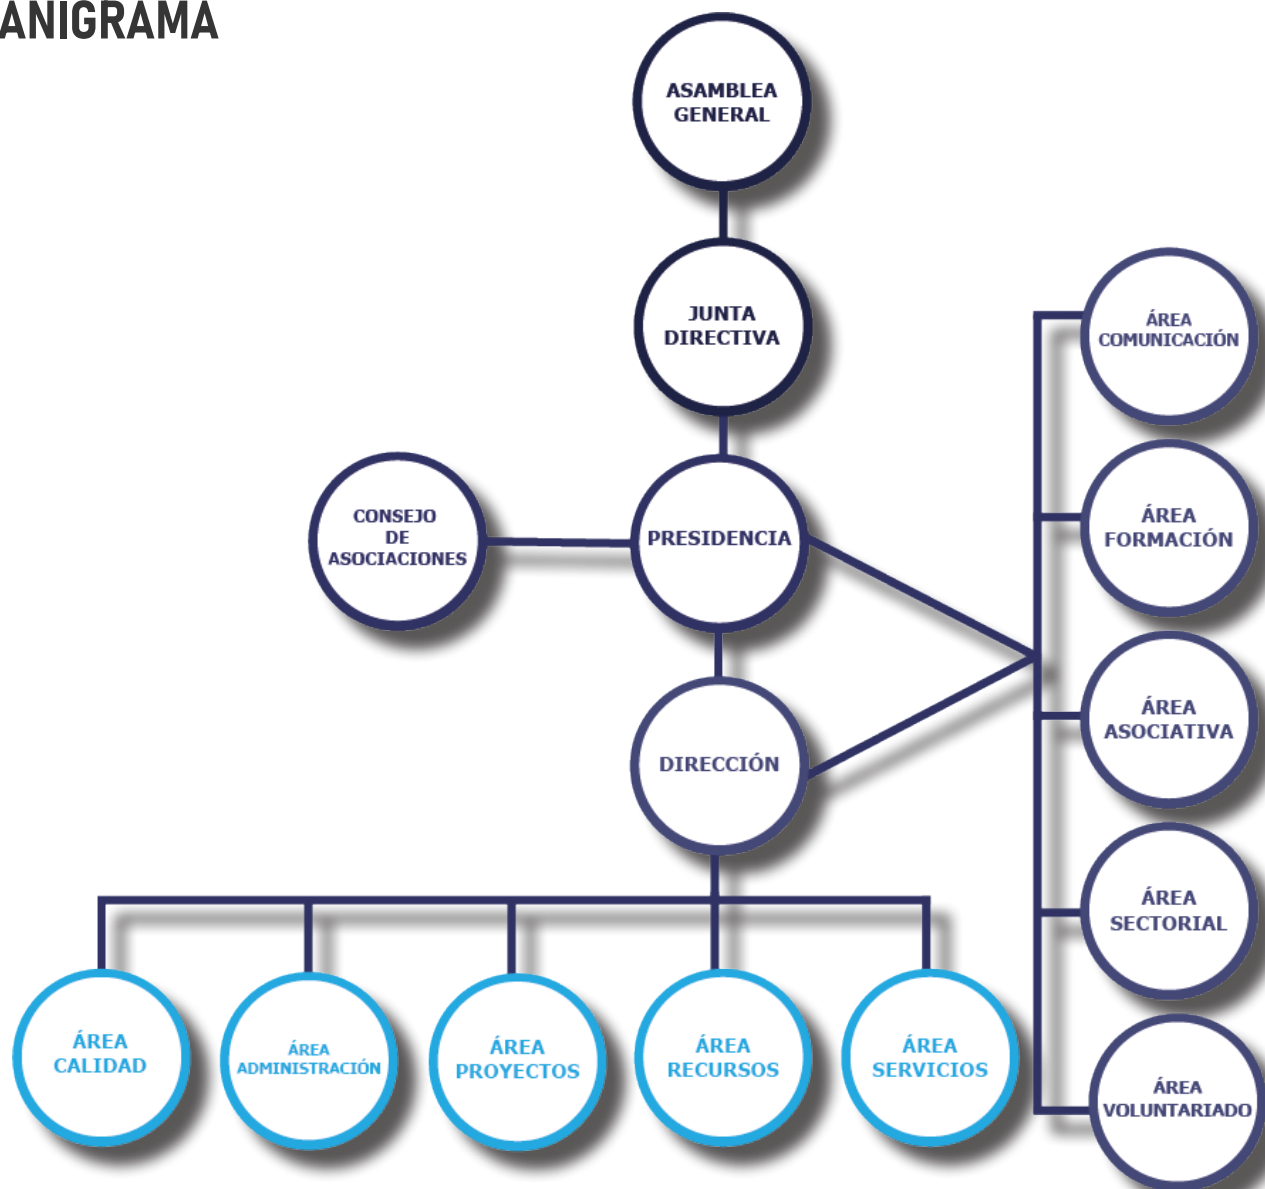 ANIGRAMA
ASAMBLEA
GENERAL
JUNTA
DIRECTIVA
CONSEJO
DE
ASOCIACIONES
PRESIDENCIA
DIRECCIÓN
ÁREA
COMUNICACIÓN
ÁREA
FORMACIÓN
ÁREA
ASOCIATIVA
ÁREA
SECTORIAL
ÁREA
VOLUNTARIADO
ÁREA
CALIDAD
ÁREA
ADMINISTRACIÓN
ÁREA
PROYECTOS
ÁREA
RECURSOS
ÁREA
SERVICIOS